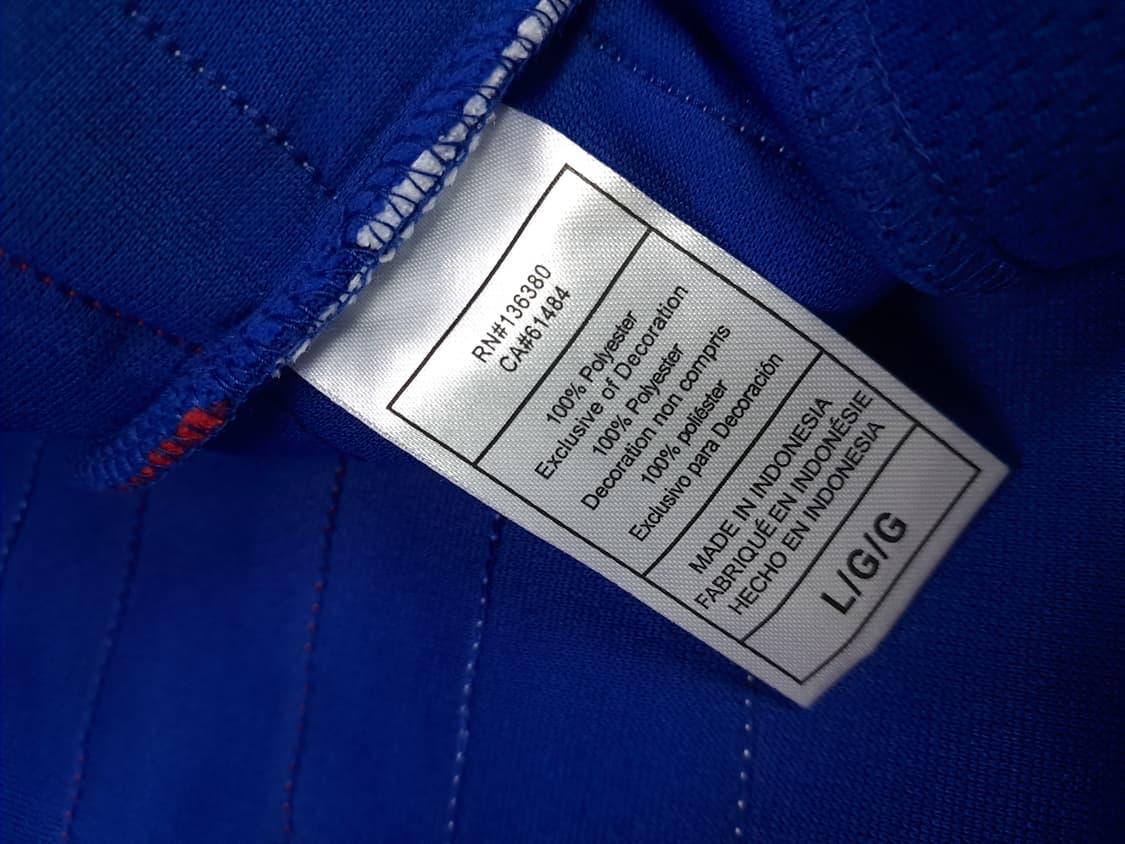 RN#136380
CA#61484
100% Polyester
Exclusive of Decoration
100% Polyester
Decoration non compris
100% poliéster
Exclusivo para Decoración
MADE IN INDONESIA
FABRIQUÉ EN INDONÉSIE
HECHO EN INDONESIA
L/G/G